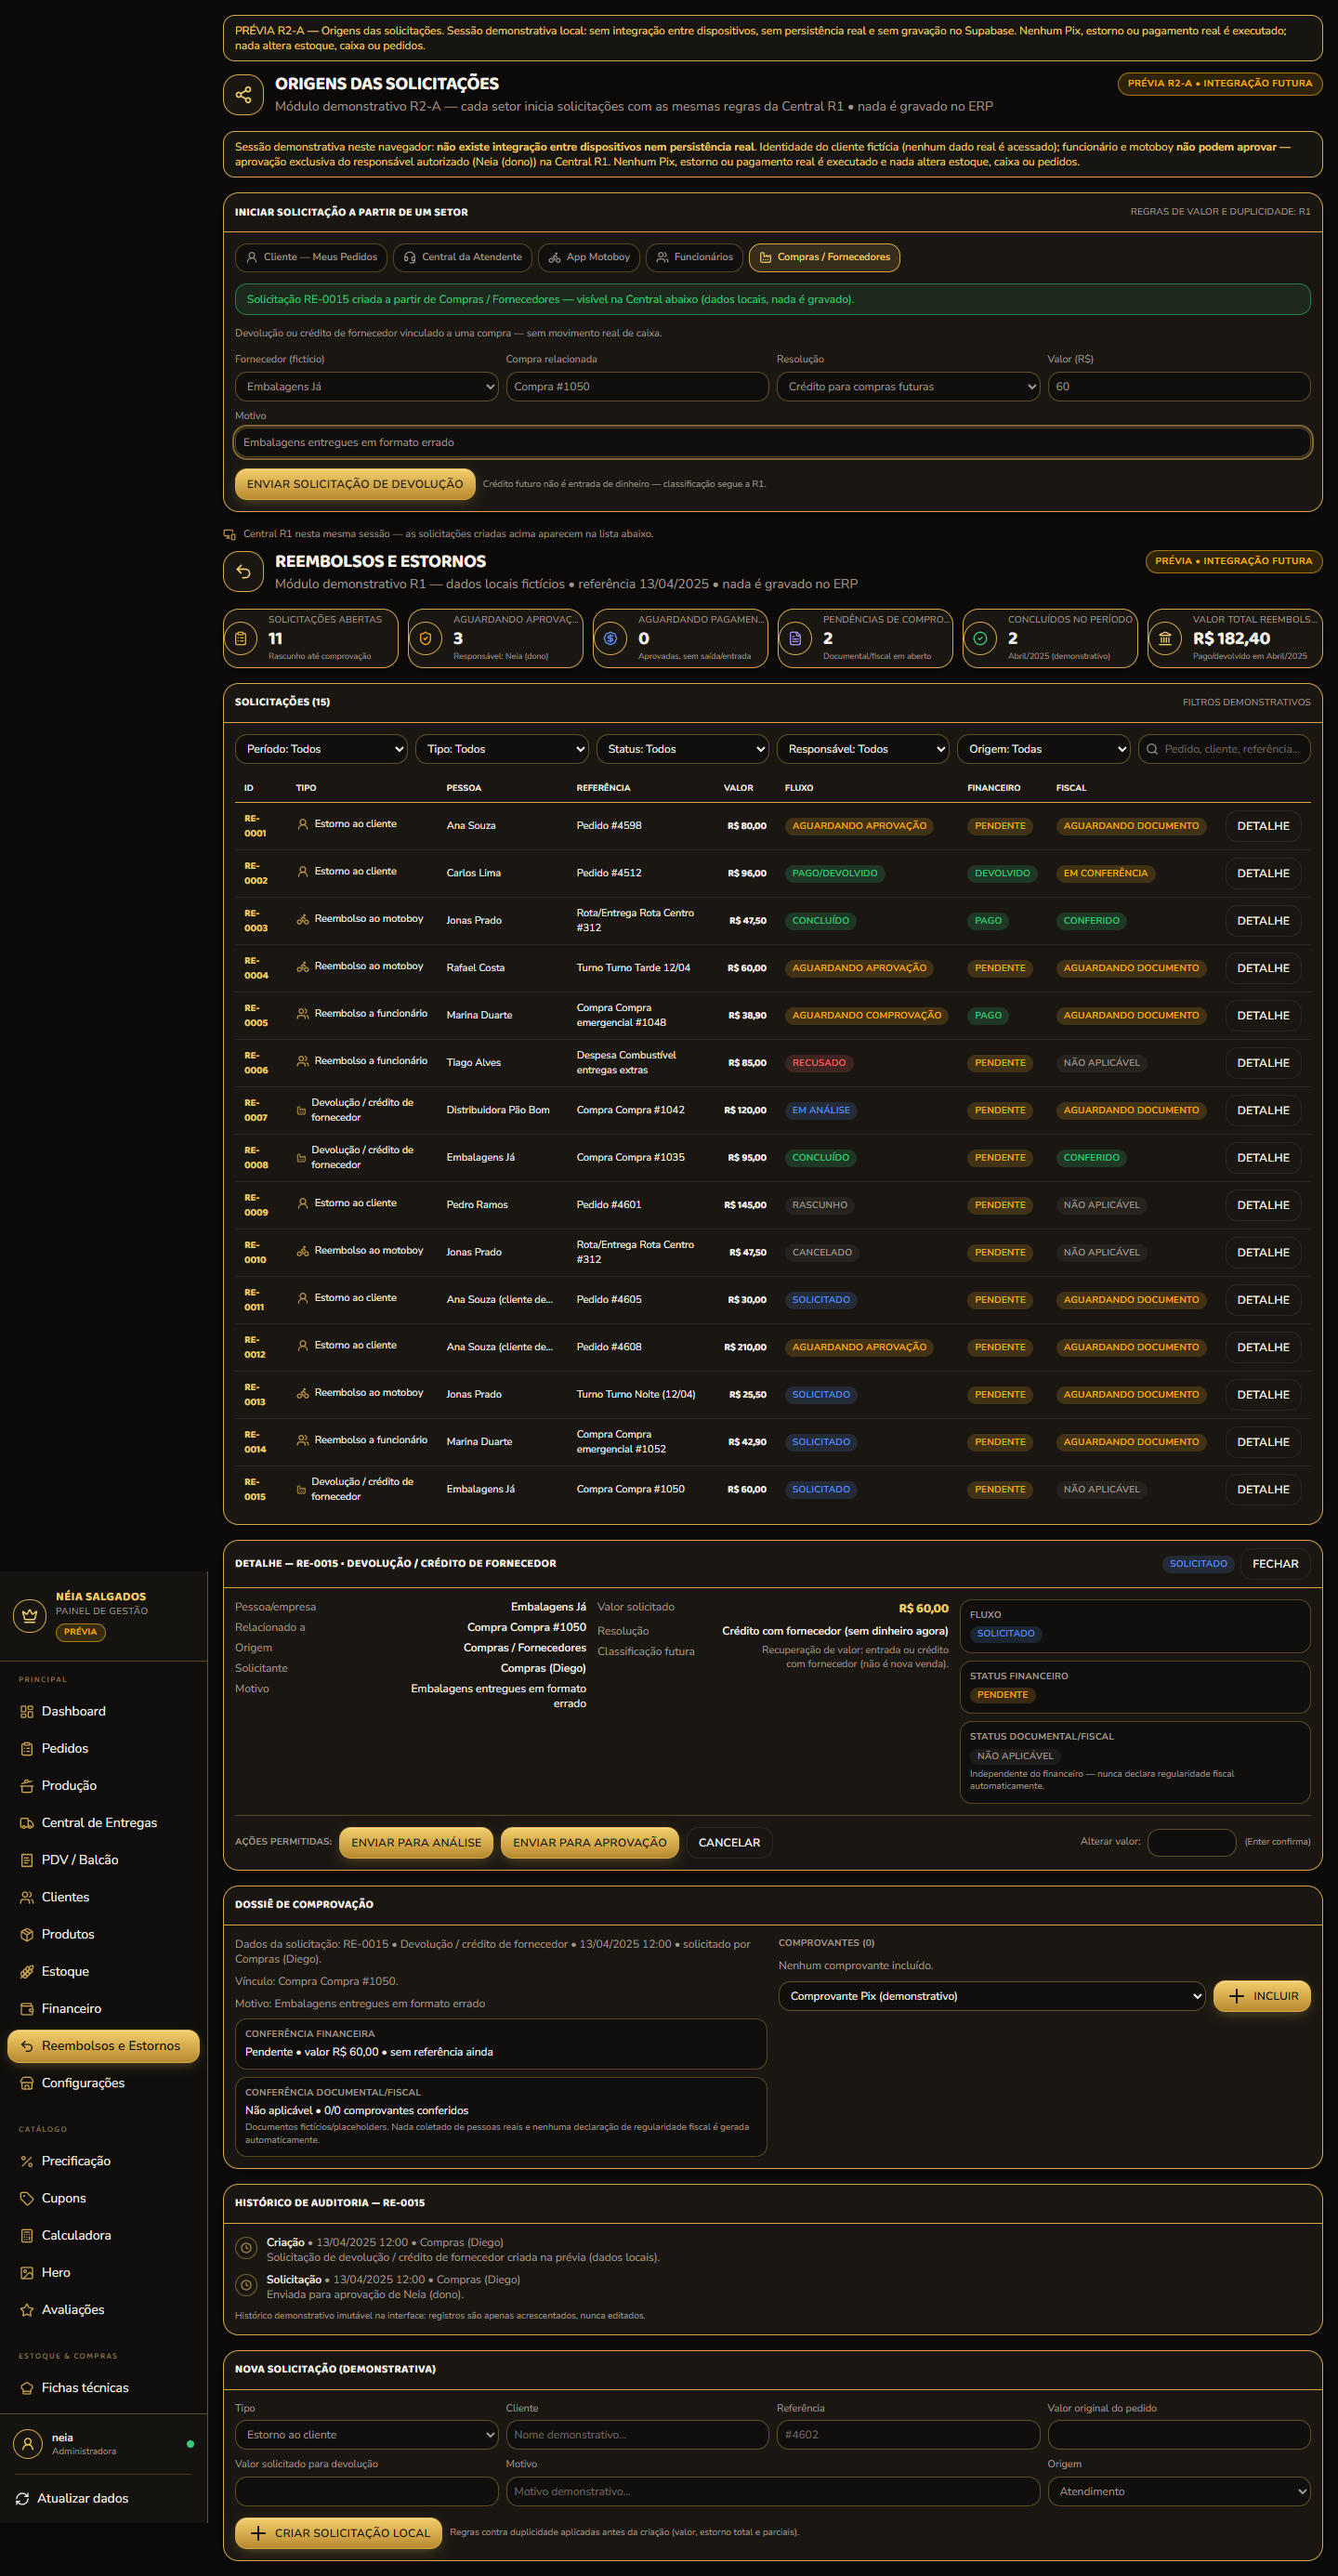 PRÉVIA R2-A — Origens das solicitações. Sessão demonstrativa local: sem integração entre dispositivos, sem persistência real e sem gravação no Supabase. Nenhum Pix, estorno ou pagamento real é executado;
nada altera estoque, caixa ou pedidos.
ORIGENS DAS SOLICITAÇÕES
Módulo demonstrativo R2-A — cada setor inicia solicitações com as mesmas regras da Central R1 • nada é gravado no ERP
PRÉVIA R2-A • INTEGRAÇÃO FUTURA
Sessão demonstrativa neste navegador: não existe integração entre dispositivos nem persistência real. Identidade do cliente fictícia (nenhum dado real é acessado); funcionário e motoboy não podem aprovar —
aprovação exclusiva do responsável autorizado (Neia (dono)) na Central R1. Nenhum Pix, estorno ou pagamento real é executado e nada altera estoque, caixa ou pedidos.
INICIAR SOLICITAÇÃO A PARTIR DE UM SETOR
REGRAS DE VALOR E DUPLICIDADE: R1
Cliente — Meus Pedidos
Central da Atendente
App Motoboy
Funcionários
Compras / Fornecedores
Solicitação RE-0015 criada a partir de Compras / Fornecedores — visível na Central abaixo (dados locais, nada é gravado).
Devolução ou crédito de fornecedor vinculado a uma compra — sem movimento real de caixa.
Fornecedor (fictício)
Compra relacionada
Resolução
Valor (R$)
Embalagens Já
Compra #1050
Crédito para compras futuras
60
Motivo
Embalagens entregues em formato errado
ENVIAR SOLICITAÇÃO DE DEVOLUÇÃO
Crédito futuro não é entrada de dinheiro — classificação segue a R1.
Central R1 nesta mesma sessão — as solicitações criadas acima aparecem na lista abaixo.
REEMBOLSOS E ESTORNOS
Módulo demonstrativo R1 — dados locais fictícios • referência 13/04/2025 • nada é gravado no ERP
PRÉVIA • INTEGRAÇÃO FUTURA
SOLICITAÇÕES ABERTAS
11
Rascunho até comprovação
AGUARDANDO APROVAÇ...
3
Responsável: Neia (dono)
AGUARDANDO PAGAMEN...
0
Aprovadas, sem saída/entrada
PENDÊNCIAS DE COMPRO...
2
Documental/fiscal em aberto
CONCLUÍDOS NO PERÍODO
2
Abril/2025 (demonstrativo)
VALOR TOTAL REEMBOLS...
R$ 182,40
Pago/devolvido em Abril/2025
SOLICITAÇÕES (15)
FILTROS DEMONSTRATIVOS
Período: Todos
Tipo: Todos
Status: Todos
Responsável: Todos
Origem: Todas
Pedido, cliente, referência...
ID TIPO PESSOA REFERÊNCIA VALOR FLUXO FINANCEIRO FISCAL
RE-0001 Estorno ao cliente Ana Souza Pedido #4598 R$ 80,00 AGUARDANDO APROVAÇÃO PENDENTE AGUARDANDO DOCUMENTO DETALHE
RE-0002 Estorno ao cliente Carlos Lima Pedido #4512 R$ 96,00 PAGO/DEVOLVIDO DEVOLVIDO EM CONFERÊNCIA DETALHE
RE-0003 Reembolso ao motoboy Jonas Prado Rota/Entrega Rota Centro #312 R$ 47,50 CONCLUÍDO PAGO CONFERIDO DETALHE
RE-0004 Reembolso ao motoboy Rafael Costa Turno Turno Tarde 12/04 R$ 60,00 AGUARDANDO APROVAÇÃO PENDENTE AGUARDANDO DOCUMENTO DETALHE
RE-0005 Reembolso a funcionário Marina Duarte Compra Compra emergencial #1048 R$ 38,90 AGUARDANDO COMPROVAÇÃO PAGO AGUARDANDO DOCUMENTO DETALHE
RE-0006 Reembolso a funcionário Tiago Alves Despesa Combustível entregas extras R$ 85,00 RECUSADO PENDENTE NÃO APLICÁVEL DETALHE
RE-0007 Devolução / crédito de fornecedor Distribuidora Pão Bom Compra Compra #1042 R$ 120,00 EM ANÁLISE PENDENTE AGUARDANDO DOCUMENTO DETALHE
RE-0008 Devolução / crédito de fornecedor Embalagens Já Compra Compra #1035 R$ 95,00 CONCLUÍDO PENDENTE CONFERIDO DETALHE
RE-0009 Estorno ao cliente Pedro Ramos Pedido #4601 R$ 145,00 RASCUNHO PENDENTE NÃO APLICÁVEL DETALHE
RE-0010 Reembolso ao motoboy Jonas Prado Rota/Entrega Rota Centro #312 R$ 47,50 CANCELADO PENDENTE NÃO APLICÁVEL DETALHE
RE-0011 Estorno ao cliente Ana Souza (cliente de... Pedido #4605 R$ 30,00 SOLICITADO PENDENTE AGUARDANDO DOCUMENTO DETALHE
RE-0012 Estorno ao cliente Ana Souza (cliente de... Pedido #4608 R$ 210,00 AGUARDANDO APROVAÇÃO PENDENTE AGUARDANDO DOCUMENTO DETALHE
RE-0013 Reembolso ao motoboy Jonas Prado Turno Turno Noite (12/04) R$ 25,50 SOLICITADO PENDENTE AGUARDANDO DOCUMENTO DETALHE
RE-0014 Reembolso a funcionário Marina Duarte Compra Compra emergencial #1052 R$ 42,90 SOLICITADO PENDENTE AGUARDANDO DOCUMENTO DETALHE
RE-0015 Devolução / crédito de fornecedor Embalagens Já Compra Compra #1050 R$ 60,00 SOLICITADO PENDENTE NÃO APLICÁVEL DETALHE
DETALHE — RE-0015 • DEVOLUÇÃO / CRÉDITO DE FORNECEDOR
SOLICITADO
FECHAR
Pessoa/empresa Embalagens Já
Relacionado a Compra Compra #1050
Origem Compras / Fornecedores
Solicitante Compras (Diego)
Motivo Embalagens entregues em formato
errado
Valor solicitado R$ 60,00
Resolução Crédito com fornecedor (sem dinheiro agora)
Classificação futura Recuperação de valor: entrada ou crédito
com fornecedor (não é nova venda).
FLUXO
SOLICITADO
STATUS FINANCEIRO
PENDENTE
STATUS DOCUMENTAL/FISCAL
NÃO APLICÁVEL
Independente do financeiro — nunca declara regularidade fiscal
automaticamente.
AÇÕES PERMITIDAS:
ENVIAR PARA ANÁLISE
ENVIAR PARA APROVAÇÃO
CANCELAR
Alterar valor:
(Enter confirma)
DOSSIÊ DE COMPROVAÇÃO
Dados da solicitação: RE-0015 • Devolução / crédito de fornecedor • 13/04/2025 12:00 • solicitado por
Compras (Diego).
Vínculo: Compra Compra #1050.
Motivo: Embalagens entregues em formato errado
CONFERÊNCIA FINANCEIRA
Pendente • valor R$ 60,00 • sem referência ainda
CONFERÊNCIA DOCUMENTAL/FISCAL
Não aplicável • 0/0 comprovantes conferidos
Documentos fictícios/placeholders. Nada coletado de pessoas reais e nenhuma declaração de regularidade fiscal é gerada
automaticamente.
COMPROVANTES (0)
Nenhum comprovante incluído.
Comprovante Pix (demonstrativo)
INCLUIR
HISTÓRICO DE AUDITORIA — RE-0015
Criação • 13/04/2025 12:00 • Compras (Diego)
Solicitação de devolução / crédito de fornecedor criada na prévia (dados locais).
Solicitação • 13/04/2025 12:00 • Compras (Diego)
Enviada para aprovação de Neia (dono).
Histórico demonstrativo imutável na interface: registros são apenas acrescentados, nunca editados.
NOVA SOLICITAÇÃO (DEMONSTRATIVA)
Tipo
Cliente
Referência
Valor original do pedido
Estorno ao cliente
Nome demonstrativo...
#4602
Valor solicitado para devolução
Motivo
Origem
Motivo demonstrativo...
Atendimento
CRIAR SOLICITAÇÃO LOCAL
Regras contra duplicidade aplicadas antes da criação (valor, estorno total e parciais).
NÉIA SALGADOS
PAINEL DE GESTÃO
PRÉVIA
PRINCIPAL
Dashboard
Pedidos
Produção
Central de Entregas
PDV / Balcão
Clientes
Produtos
Estoque
Financeiro
Reembolsos e Estornos
Configurações
CATÁLOGO
Precificação
Cupons
Calculadora
Hero
Avaliações
ESTOQUE & COMPRAS
Fichas técnicas
neia
Administradora
Atualizar dados